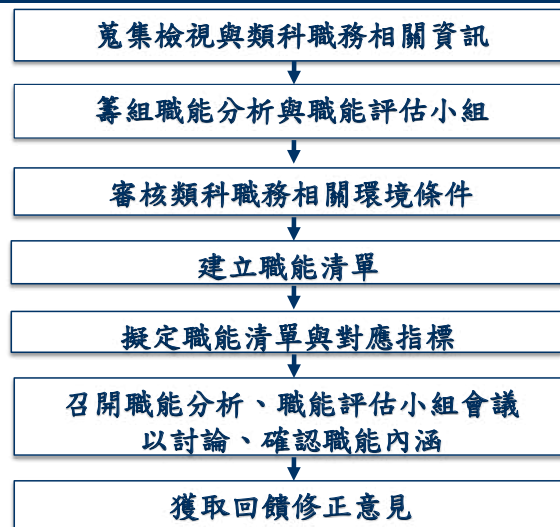 蒐集檢視與類科職務相關資訊
籌組職能分析與職能評估小組
審核類科職務相關環境條件
建立職能清單
擬定職能清單與對應指標
召開職能分析、職能評估小組會議
以討論、確認職能內涵
獲取回饋修正意見